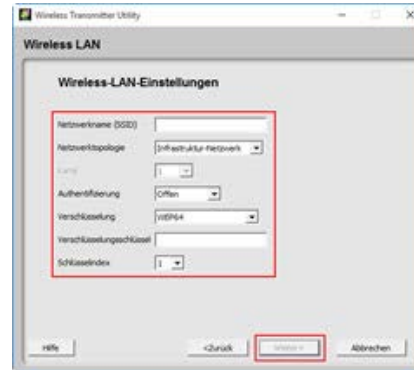 Wireless Transmitter Utility
Wireless LAN
Wireless-LAN-Einstellungen
Netzwerkname (SSID)
Netzwerktopologie Infrastruktur-Netzwerk
Kanal 1
Authentifizierung Offen
Verschlüsselung WEP64
Verschlüsselungsschlüssel
Schlüsselindex 1
Hilfe <Zurück Weiter> Abbrechen